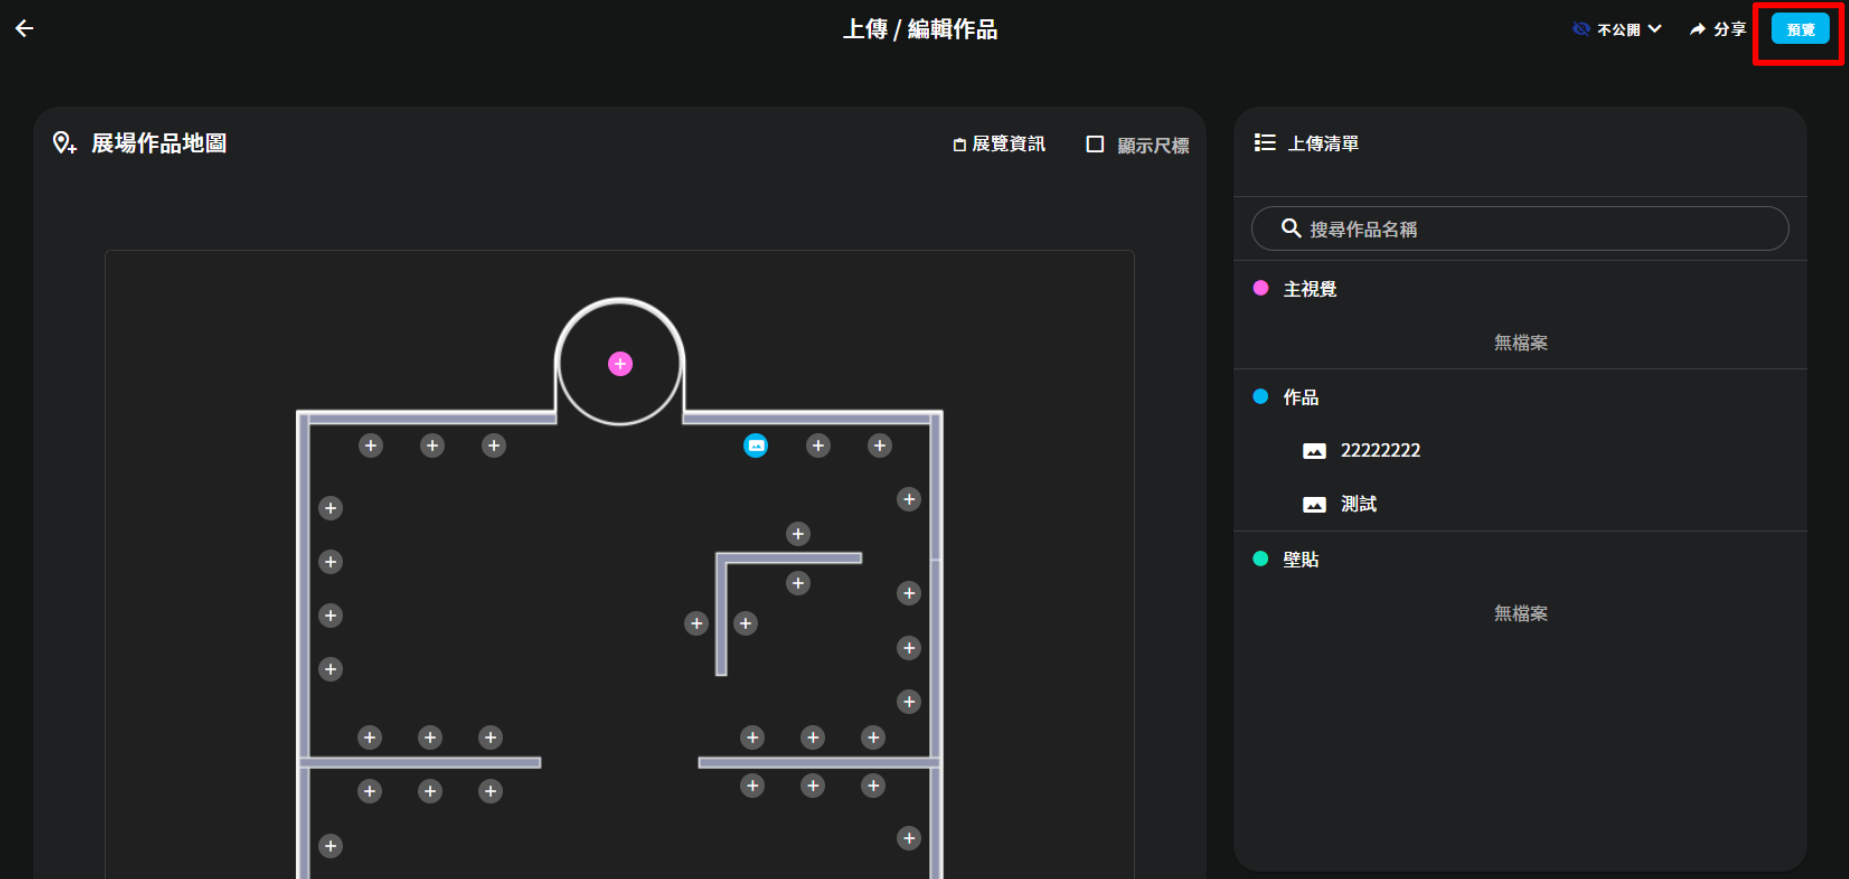 上傳 / 編輯作品
不公開
分享
預覽
展場作品地圖
展覽資訊
顯示尺標
上傳清單
搜尋作品名稱
主視覺
無檔案
作品
22222222
測試
壁貼
無檔案